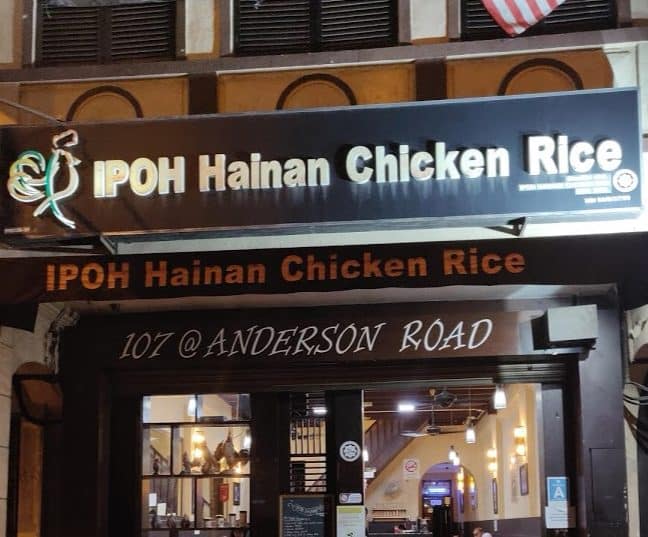 IPOH Hainan Chicken Rice
IPOH Hainan Chicken Rice
107 @ ANDERSON ROAD
A